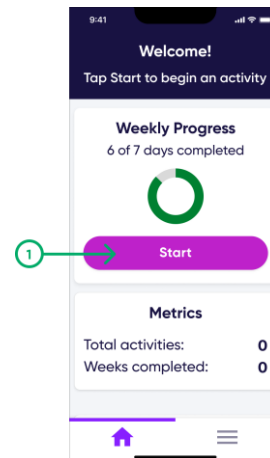 9:41
Welcome!
Tap Start to begin an activity
Weekly Progress
6 of 7 days completed
1
Start
Metrics
Total activities: 0
Weeks completed: 0